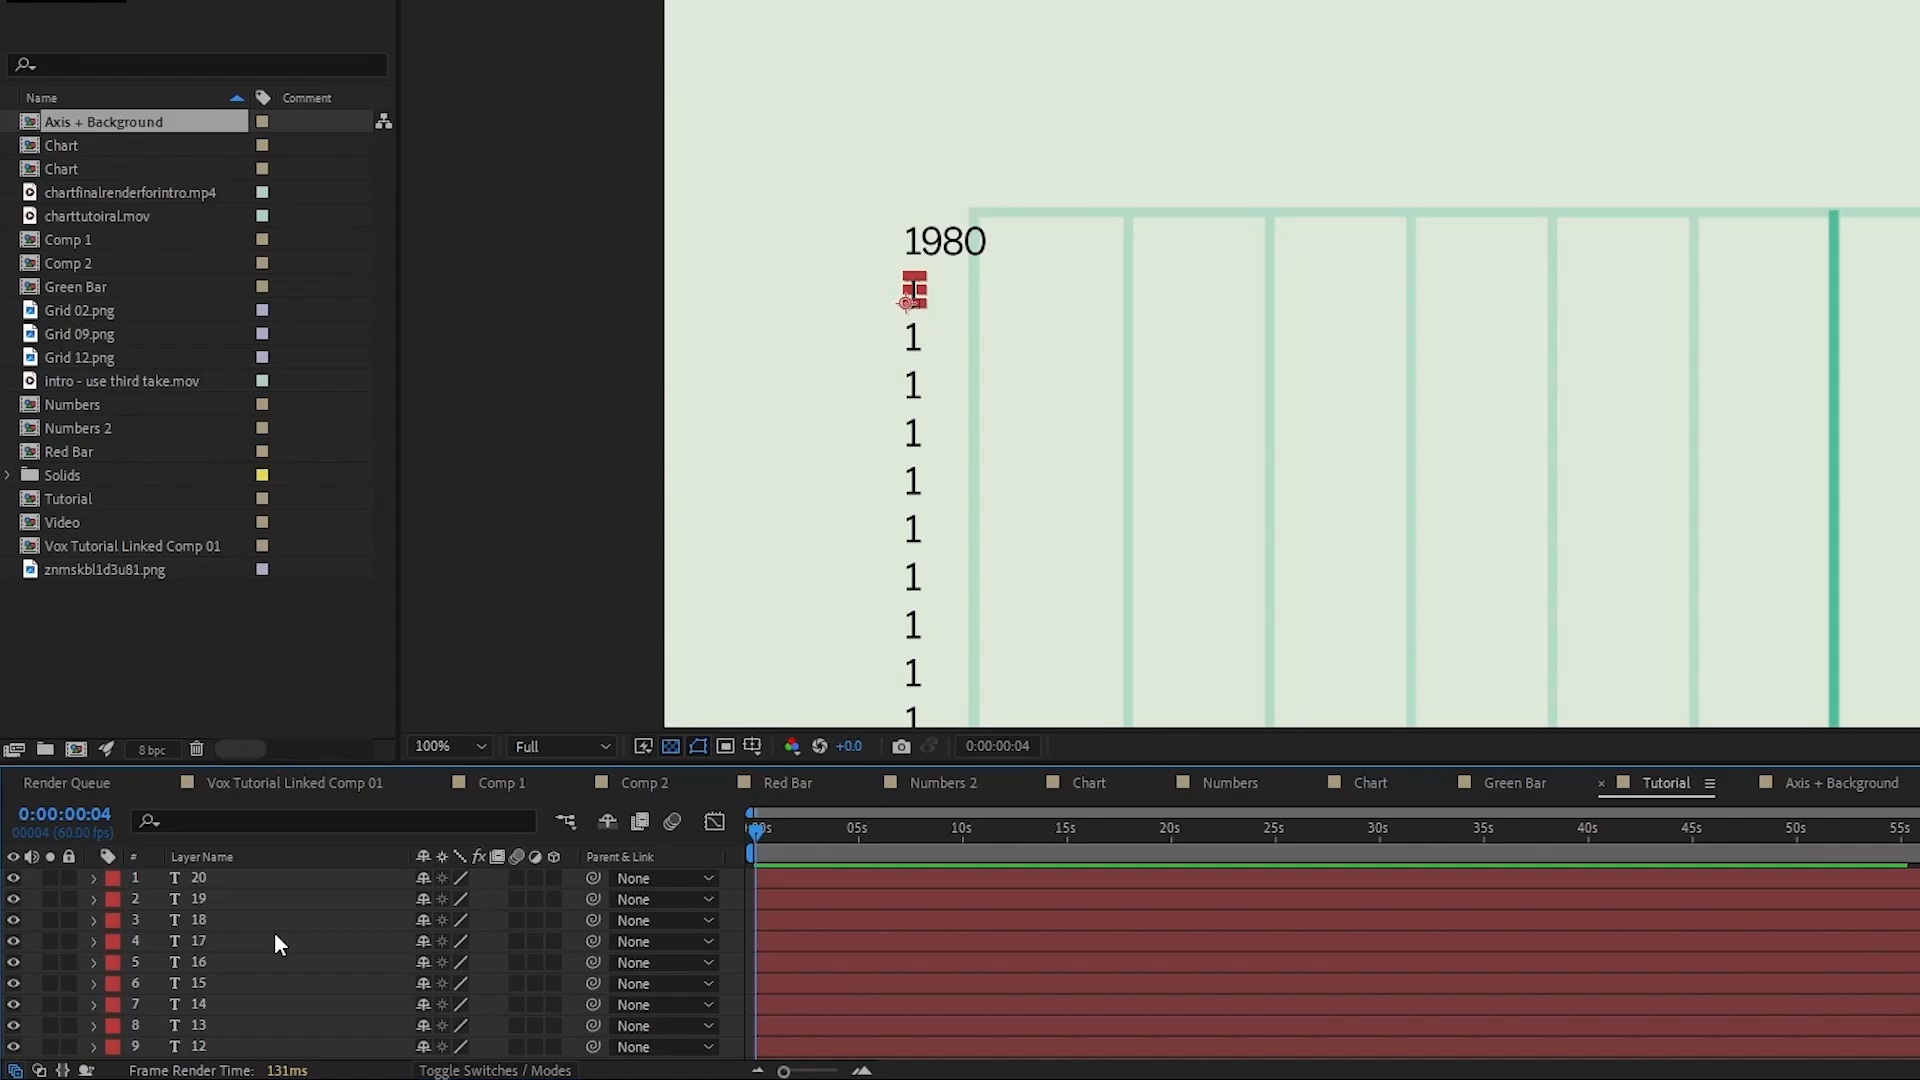 Name Comment
Axis + Background
Chart
Chart
chartfinalrenderforintro.mp4
charttutoiral.mov
Comp 1
Comp 2
Green Bar
Grid 02.png
Grid 09.png
Grid 12.png
intro - use third take.mov
Numbers
Numbers 2
Red Bar
Solids
Tutorial
Video
Vox Tutorial Linked Comp 01
znmskbl1d3u81.png
8 bpc
1980
1
1
1
1
1
1
1
1
1
1
100% Full +0.0 0:00:00:04
Render Queue Vox Tutorial Linked Comp 01 Comp 1 Comp 2 Red Bar Numbers 2 Chart Numbers Chart Green Bar × Tutorial Axis + Background
0:00:00:04
00004 (60.00 fps)
05s 10s 15s 20s 25s 30s 35s 40s 45s 50s 55s
# Layer Name fx Parent & Link
1 T 20 None
2 T 19 None
3 T 18 None
4 T 17 None
5 T 16 None
6 T 15 None
7 T 14 None
8 T 13 None
9 T 12 None
Frame Render Time: 131ms Toggle Switches / Modes